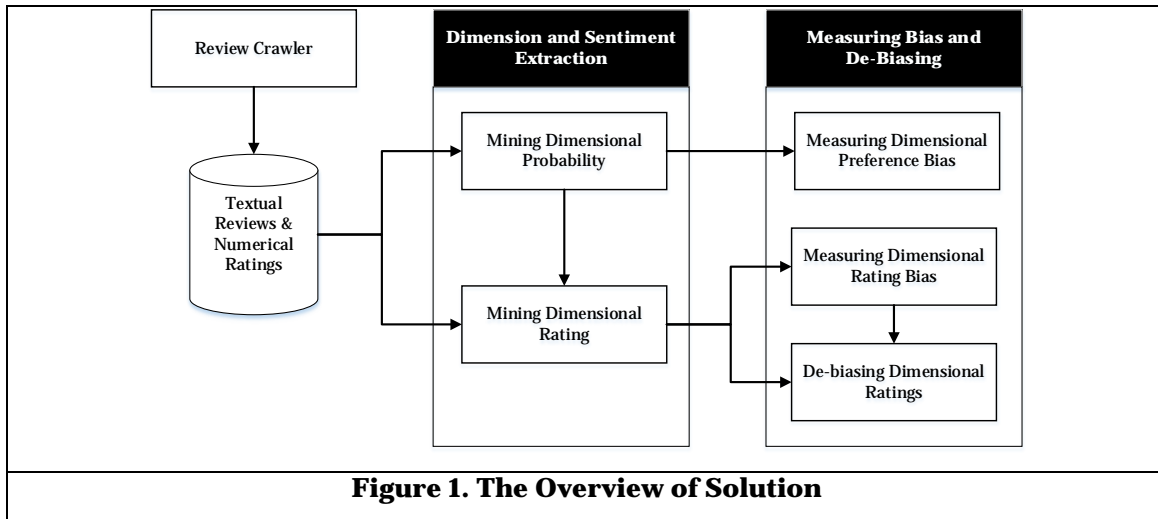 Review Crawler
Textual
Reviews &
Numerical
Ratings
Dimension and Sentiment
Extraction
Mining Dimensional
Probability
Mining Dimensional
Rating
Measuring Bias and
De-Biasing
Measuring Dimensional
Preference Bias
Measuring Dimensional
Rating Bias
De-biasing Dimensional
Ratings
Figure 1. The Overview of Solution